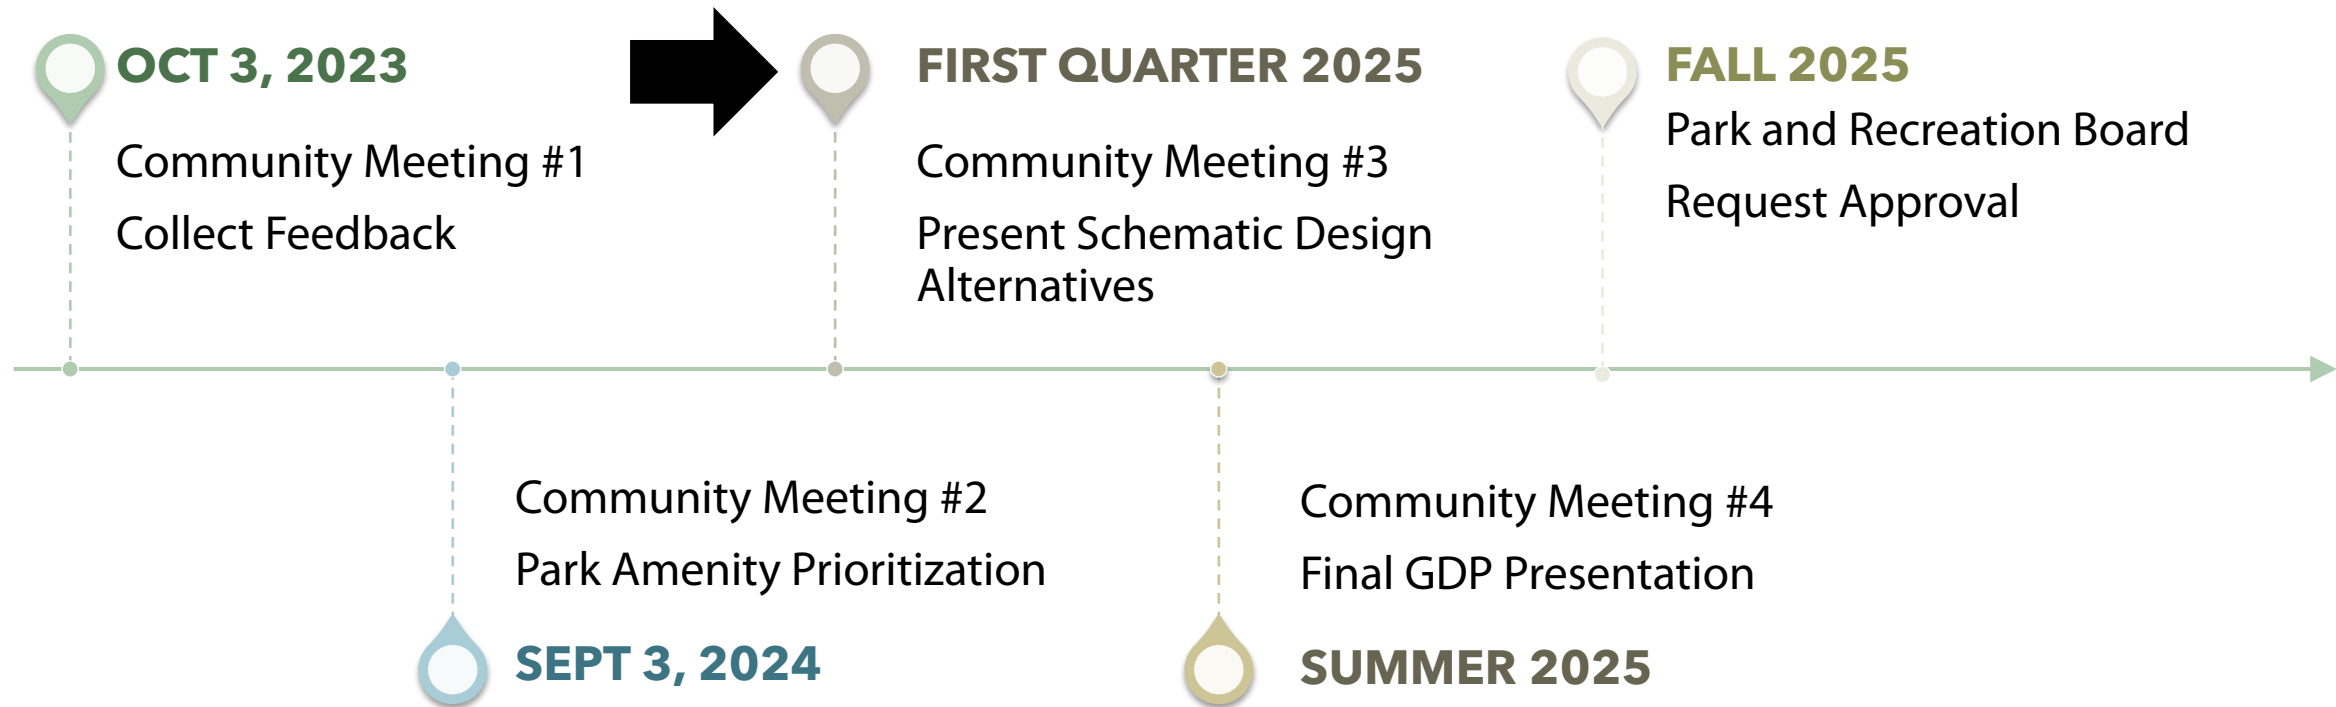 OCT 3, 2023
Community Meeting #1
Collect Feedback
SEPT 3, 2024
Community Meeting #2
Park Amenity Prioritization
FIRST QUARTER 2025
Community Meeting #3
Present Schematic Design
Alternatives
SUMMER 2025
Community Meeting #4
Final GDP Presentation
FALL 2025
Park and Recreation Board
Request Approval